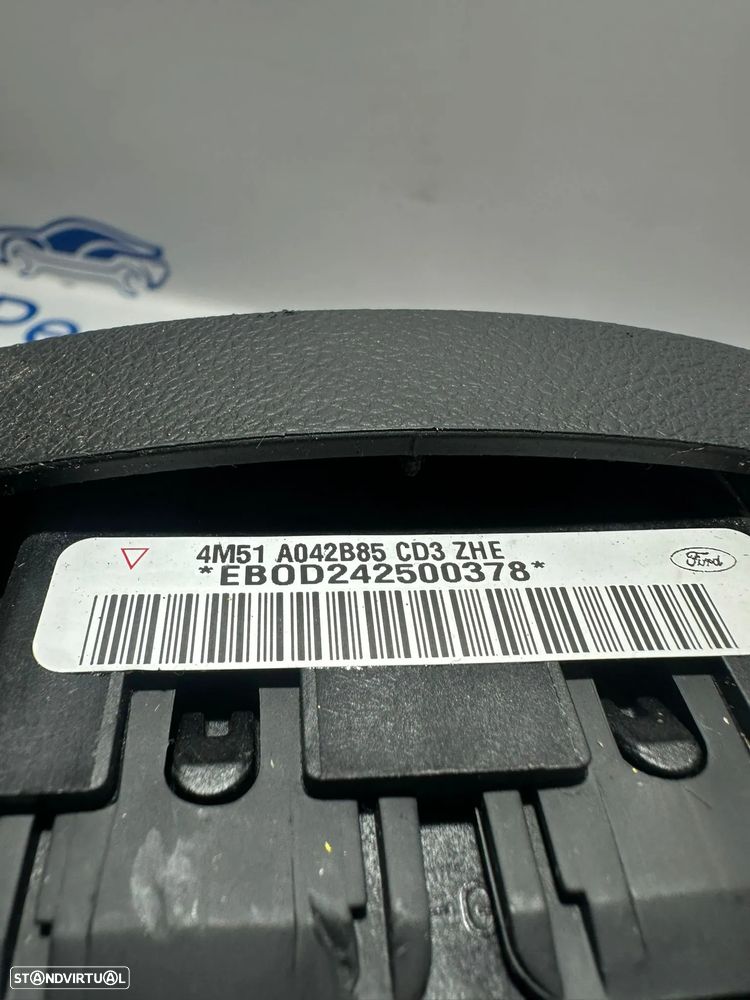 4M51 A042B85 CD3 ZHE
Ford
*EB0D242500378*
STANDVIRTUAL